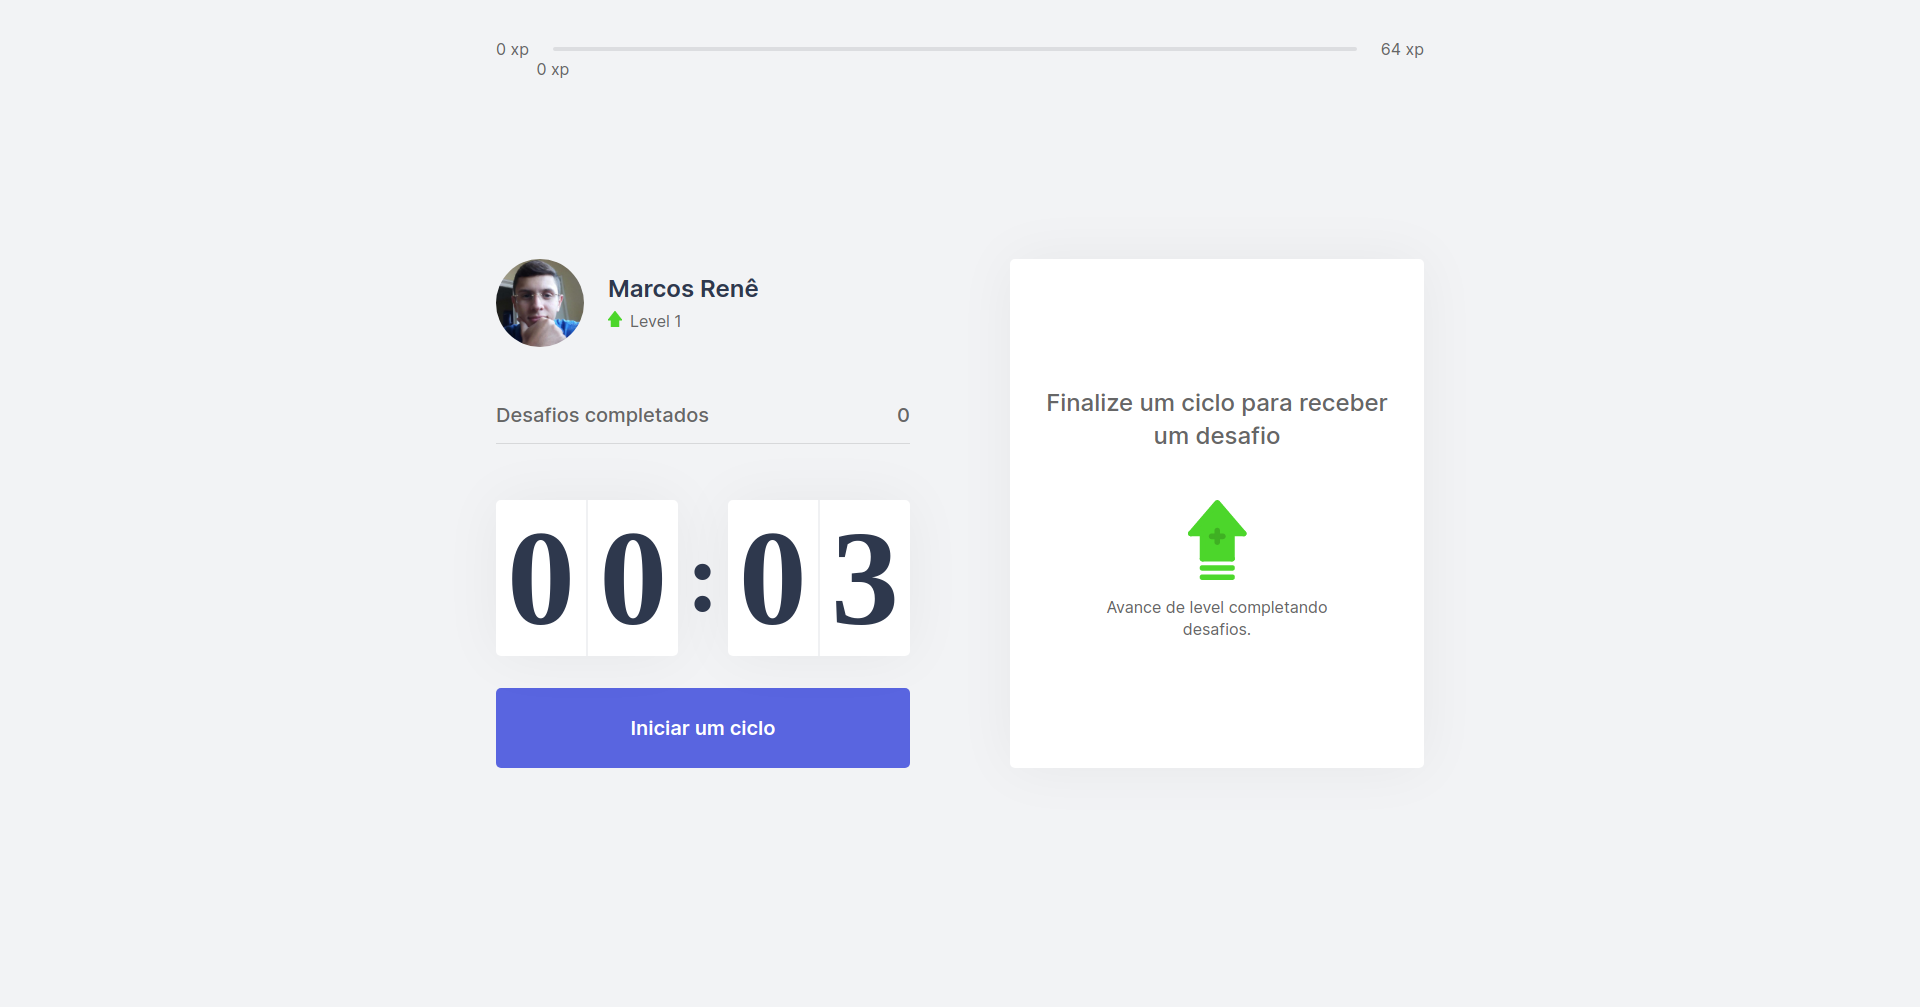 0 xp
64 xp
0 xp
Marcos Renê
Level 1
Desafios completados
0
00:03
Iniciar um ciclo
Finalize um ciclo para receber
um desafio
Avance de level completando
desafios.